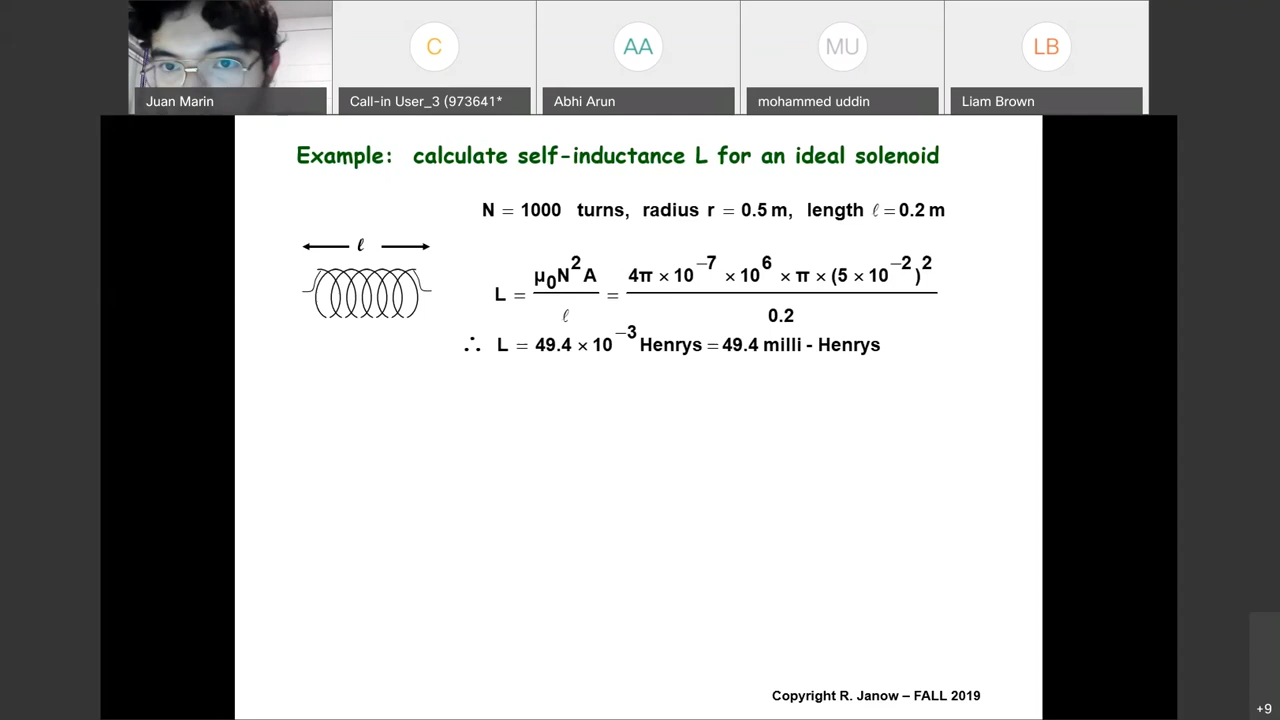 C
AA
MU
LB
Juan Marin
Call-in User_3 (973641*
Abhi Arun
mohammed uddin
Liam Brown
Example: calculate self-inductance L for an ideal solenoid
N = 1000 turns, radius r = 0.5 m, length ℓ = 0.2 m
ℓ
L = μ₀N²A / ℓ = 4π × 10⁻⁷ × 10⁶ × π × (5 × 10⁻²)² / 0.2
∴ L = 49.4 × 10⁻³ Henrys = 49.4 milli - Henrys
Copyright R. Janow – FALL 2019
+9